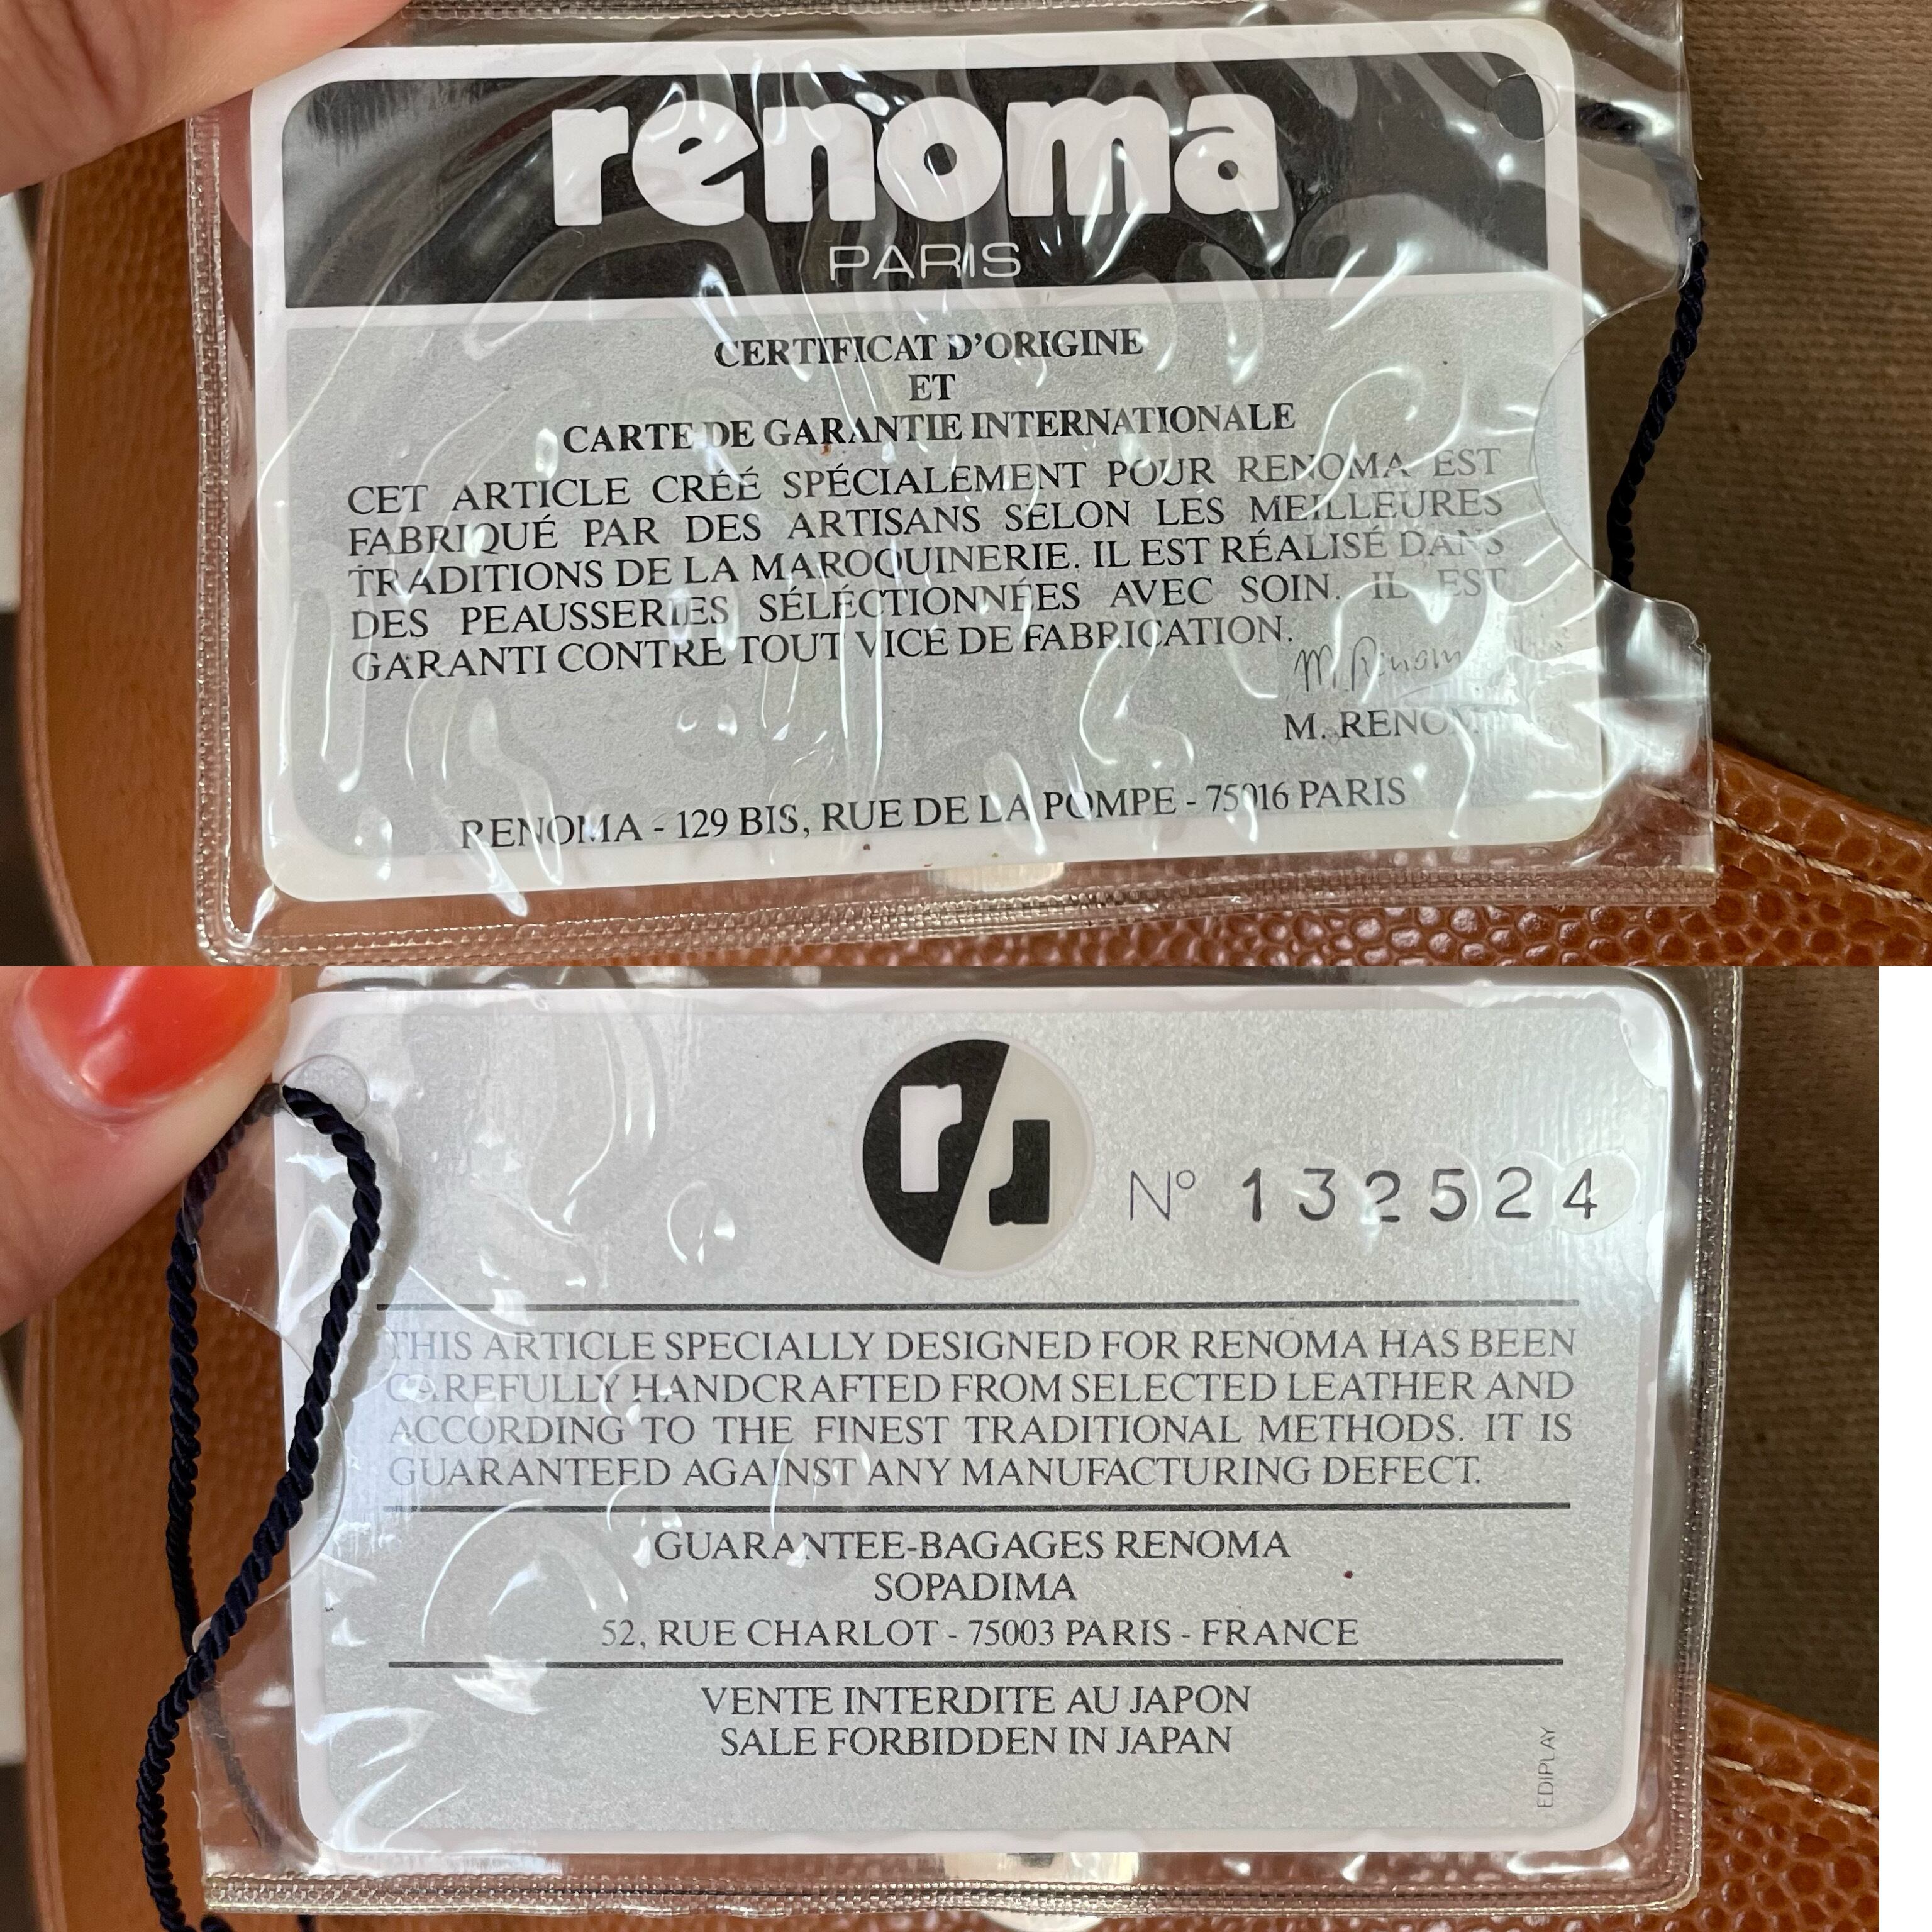 renoma
PARIS
CERTIFICAT D'ORIGINE
ET
CARTE DE GARANTIE INTERNATIONALE
CET ARTICLE CRÉÉ SPÉCIALEMENT POUR RENOMA EST
FABRIQUÉ PAR DES ARTISANS SELON LES MEILLEURES
TRADITIONS DE LA MAROQUINERIE. IL EST RÉALISÉ DANS
DES PEAUSSERIES SÉLÉCTIONNÉES AVEC SOIN. IL EST
GARANTI CONTRE TOUT VICE DE FABRICATION.
M. Renoma
M. RENOMA
RENOMA - 129 BIS, RUE DE LA POMPE - 75016 PARIS
r/r
N° 132524
THIS ARTICLE SPECIALLY DESIGNED FOR RENOMA HAS BEEN
CAREFULLY HANDCRAFTED FROM SELECTED LEATHER AND
ACCORDING TO THE FINEST TRADITIONAL METHODS. IT IS
GUARANTEED AGAINST ANY MANUFACTURING DEFECT.
GUARANTEE-BAGAGES RENOMA
SOPADIMA
52, RUE CHARLOT - 75003 PARIS - FRANCE
VENTE INTERDITE AU JAPON
SALE FORBIDDEN IN JAPAN
EDIPLAY